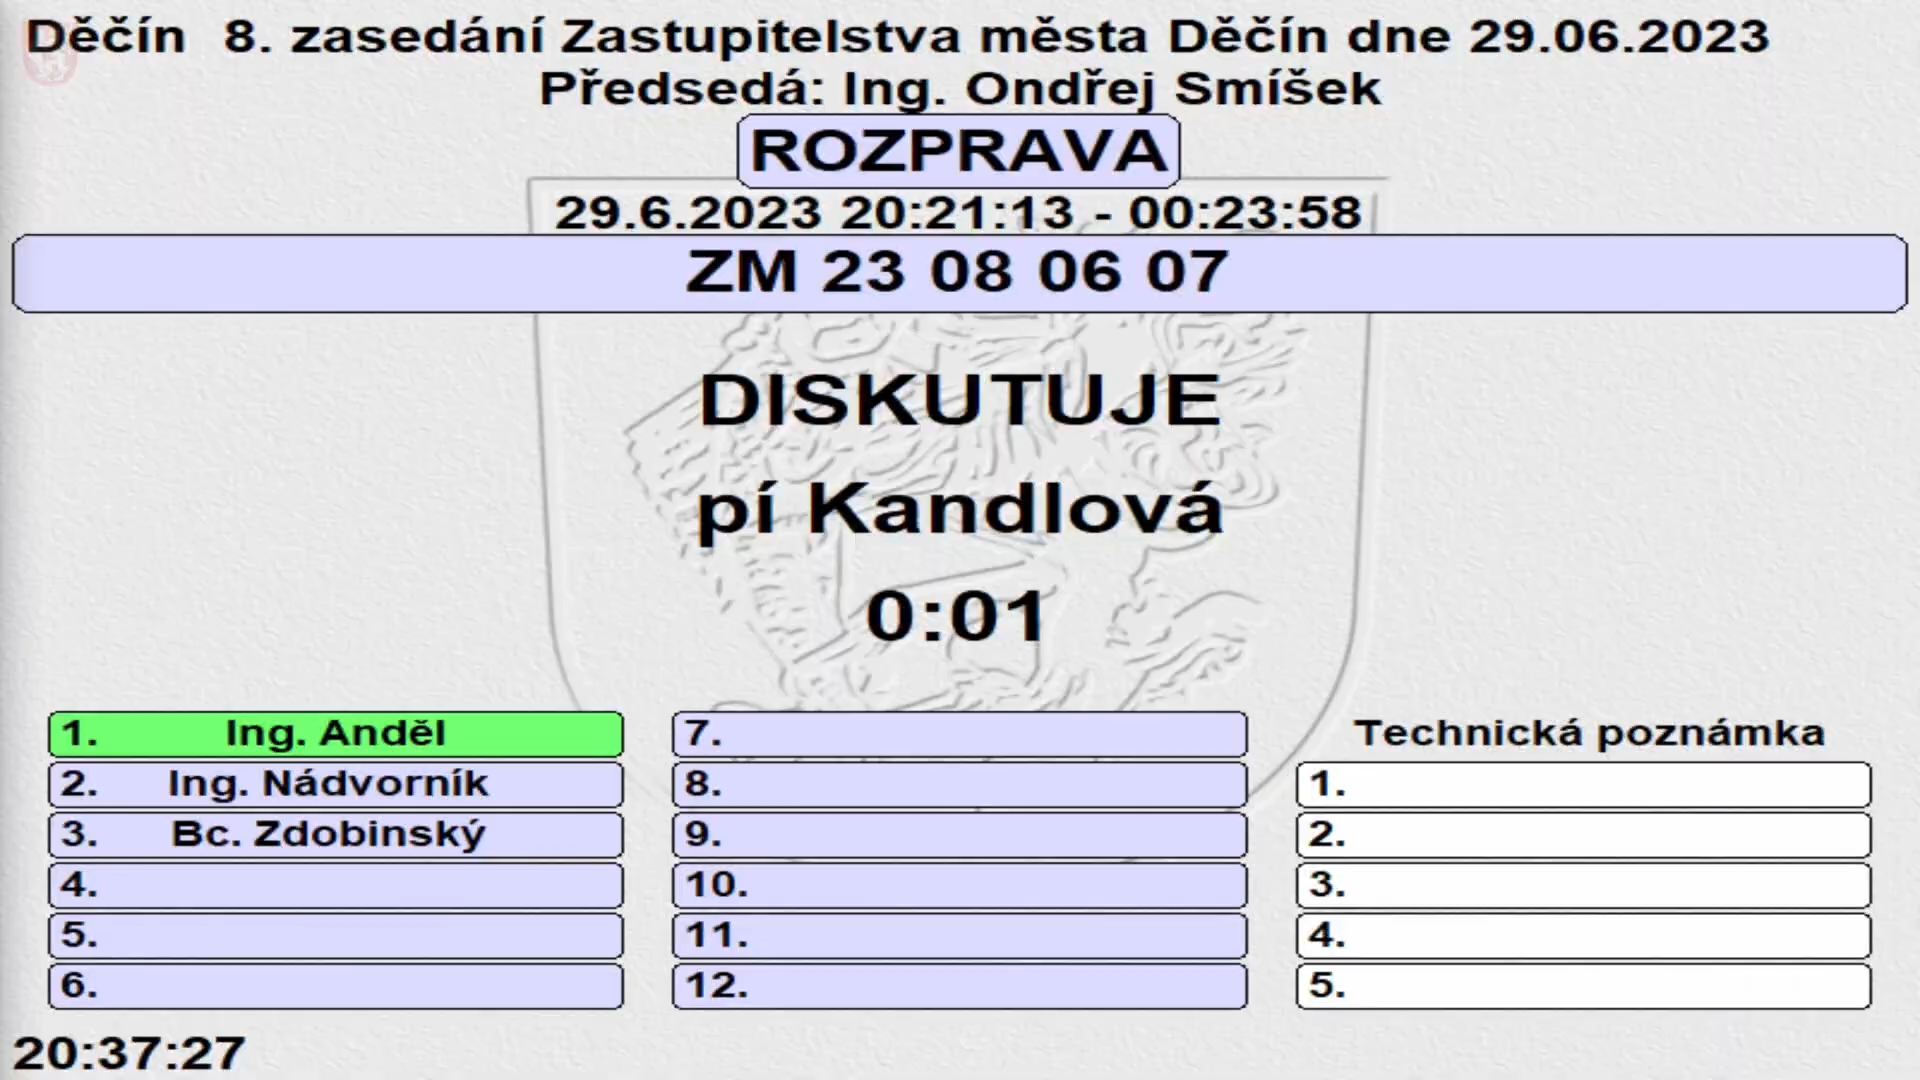 Děčín 8. zasedání Zastupitelstva města Děčín dne 29.06.2023
Předsedá: Ing. Ondřej Smíšek
ROZPRAVA
29.6.2023 20:21:13 - 00:23:58
ZM 23 08 06 07
DISKUTUJE
pí Kandlová
0:01
1. Ing. Anděl
2. Ing. Nádvorník
3. Bc. Zdobinský
4.
5.
6.
7.
8.
9.
10.
11.
12.
Technická poznámka
1.
2.
3.
4.
5.
20:37:27